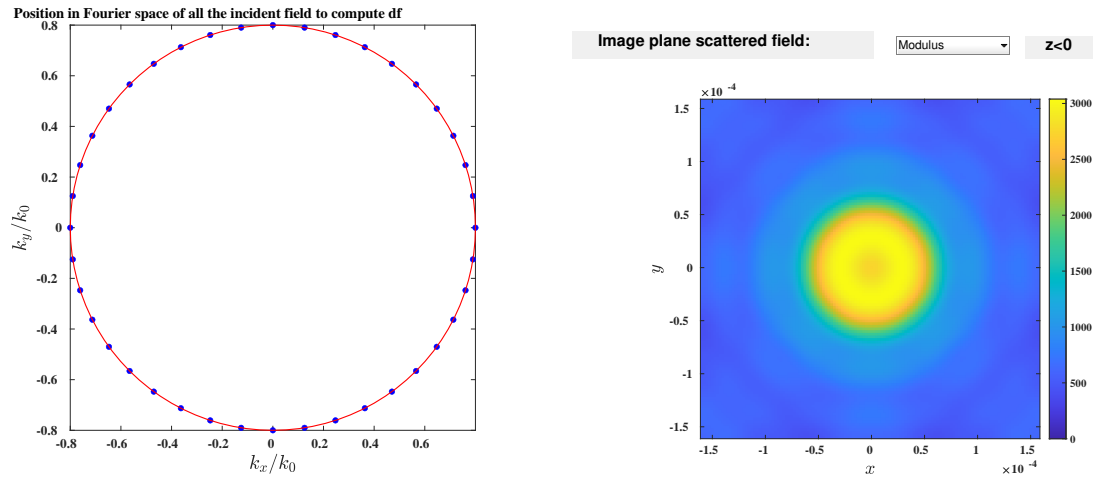 Position in Fourier space of all the incident field to compute df
0.8
0.6
0.4
0.2
0
-0.2
-0.4
-0.6
-0.8
k_y/k_0
-0.8 -0.6 -0.4 -0.2 0 0.2 0.4 0.6
k_x/k_0
Image plane scattered field:
Modulus
z<0
×10 -4
1.5
1
0.5
0
-0.5
-1
-1.5
y
-1.5 -1 -0.5 0 0.5 1 1.5
x
×10 -4
3000
2500
2000
1500
1000
500
0